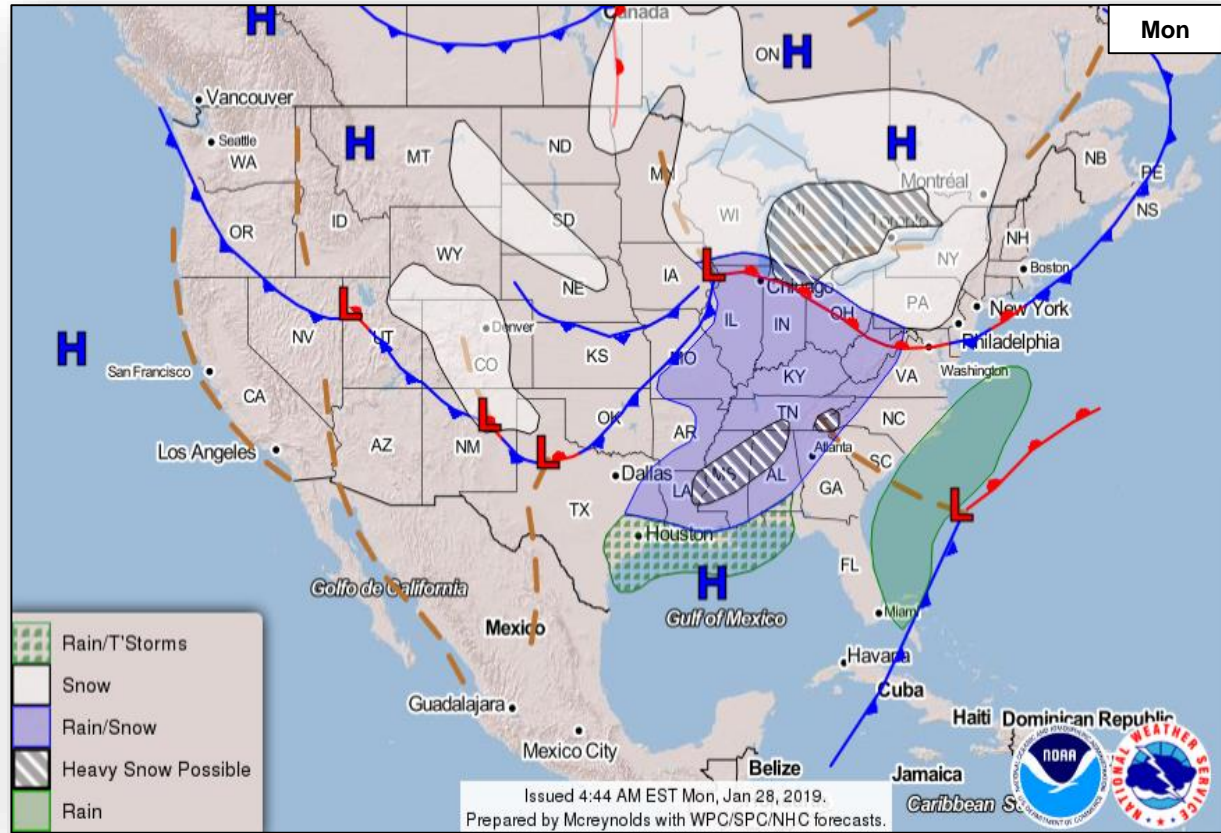 Mon
Canada
H
ON
H
Vancouver
Seattle
WA
H
MT
ND
MN
H
Montréal
NB
PE
NS
OR
ID
SD
WI
MI
Toronto
NH
NY
Boston
WY
IA
L
NE
Chicago
PA
New York
Philadelphia
L
NV
UT
Denver
CO
KS
MO
IL
IN
OH
KY
VA
Washington
H
San Francisco
CA
Los Angeles
AZ
NM
L
L
OK
AR
TN
NC
Dallas
TX
LA
MS
AL
Atlanta
GA
SC
L
Houston
H
FL
Golfo de California
Gulf of Mexico
Miami
Mexico
Havana
Cuba
Guadalajara
Mexico City
Haiti
Dominican Republic
Belize
Jamaica
Caribbean
Rain/T'Storms
Snow
Rain/Snow
Heavy Snow Possible
Rain
Issued 4:44 AM EST Mon, Jan 28, 2019.
Prepared by Mcreynolds with WPC/SPC/NHC forecasts.
NOAA
NATIONAL WEATHER SERVICE